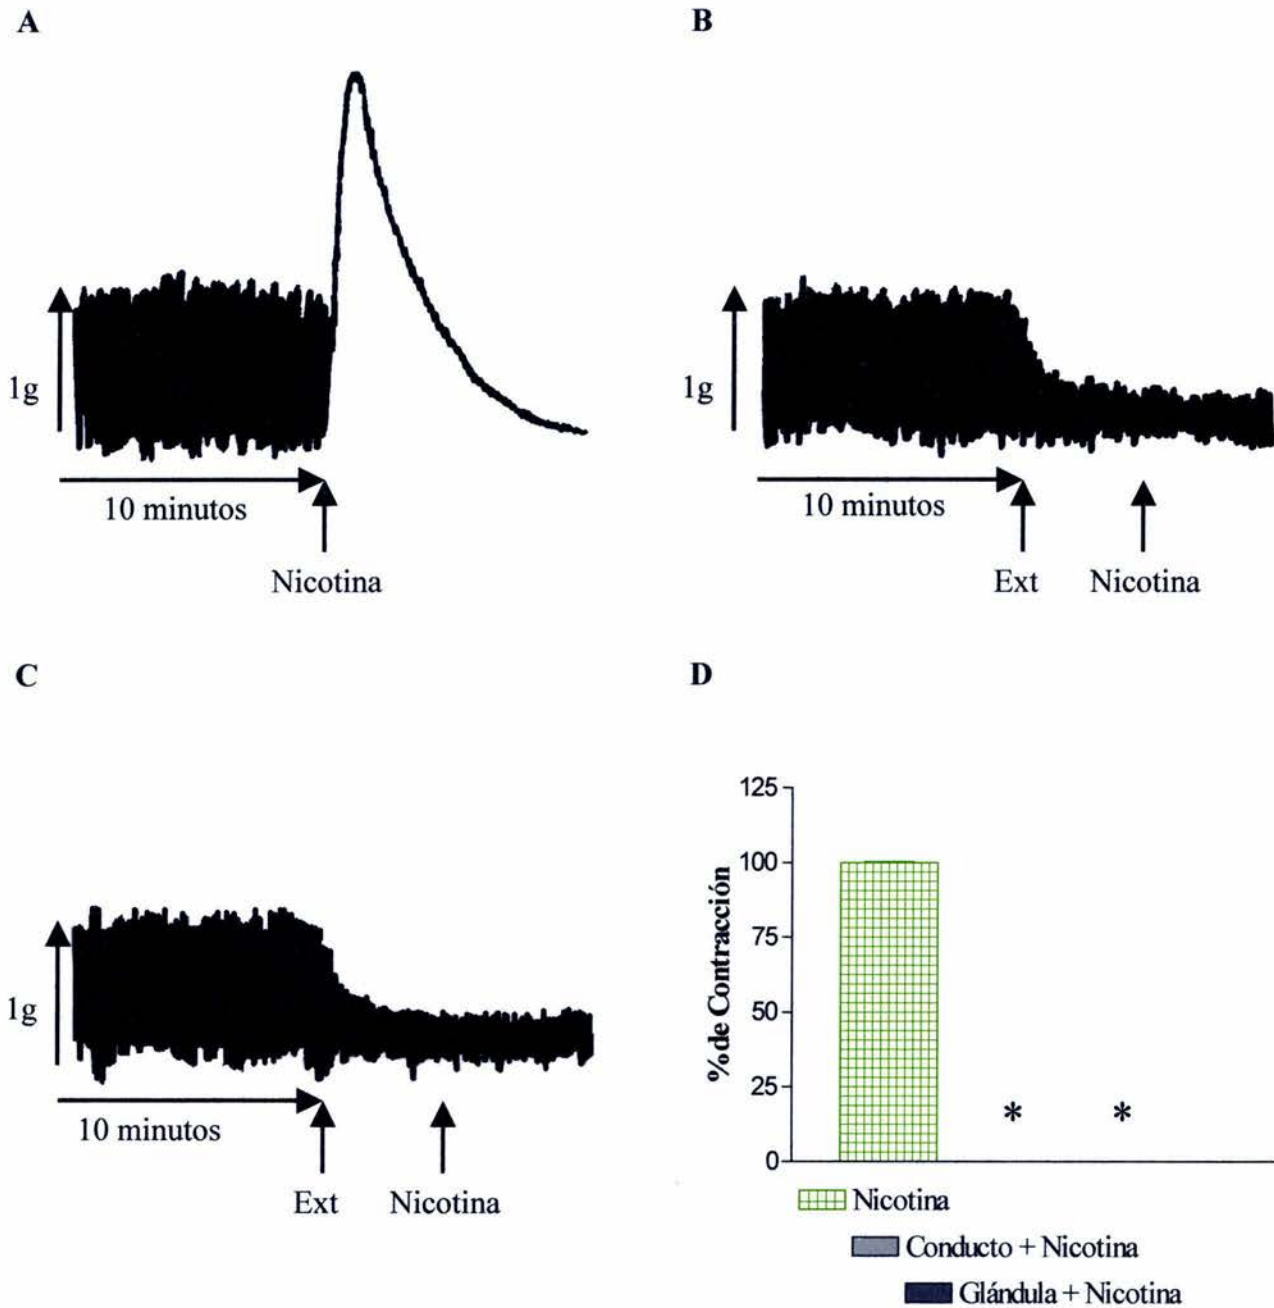 A
1g
10 minutos
Nicotina
B
1g
10 minutos
Ext Nicotina
C
1g
10 minutos
Ext Nicotina
D
125
100
75
50
25
0
%de Contracción
* *
Nicotina
Conducto + Nicotina
Glándula + Nicotina